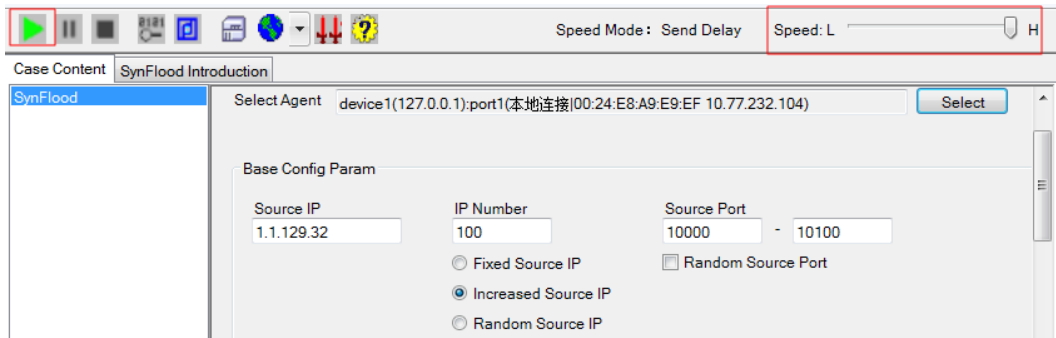 Speed Mode: Send Delay Speed: L H
Case Content SynFlood Introduction
SynFlood
Select Agent device1(127.0.0.1):port1(本地连接|00:24:E8:A9:E9:EF 10.77.232.104) Select
Base Config Param
Source IP IP Number Source Port
1.1.129.32 100 10000 - 10100
Fixed Source IP Random Source Port
Increased Source IP
Random Source IP